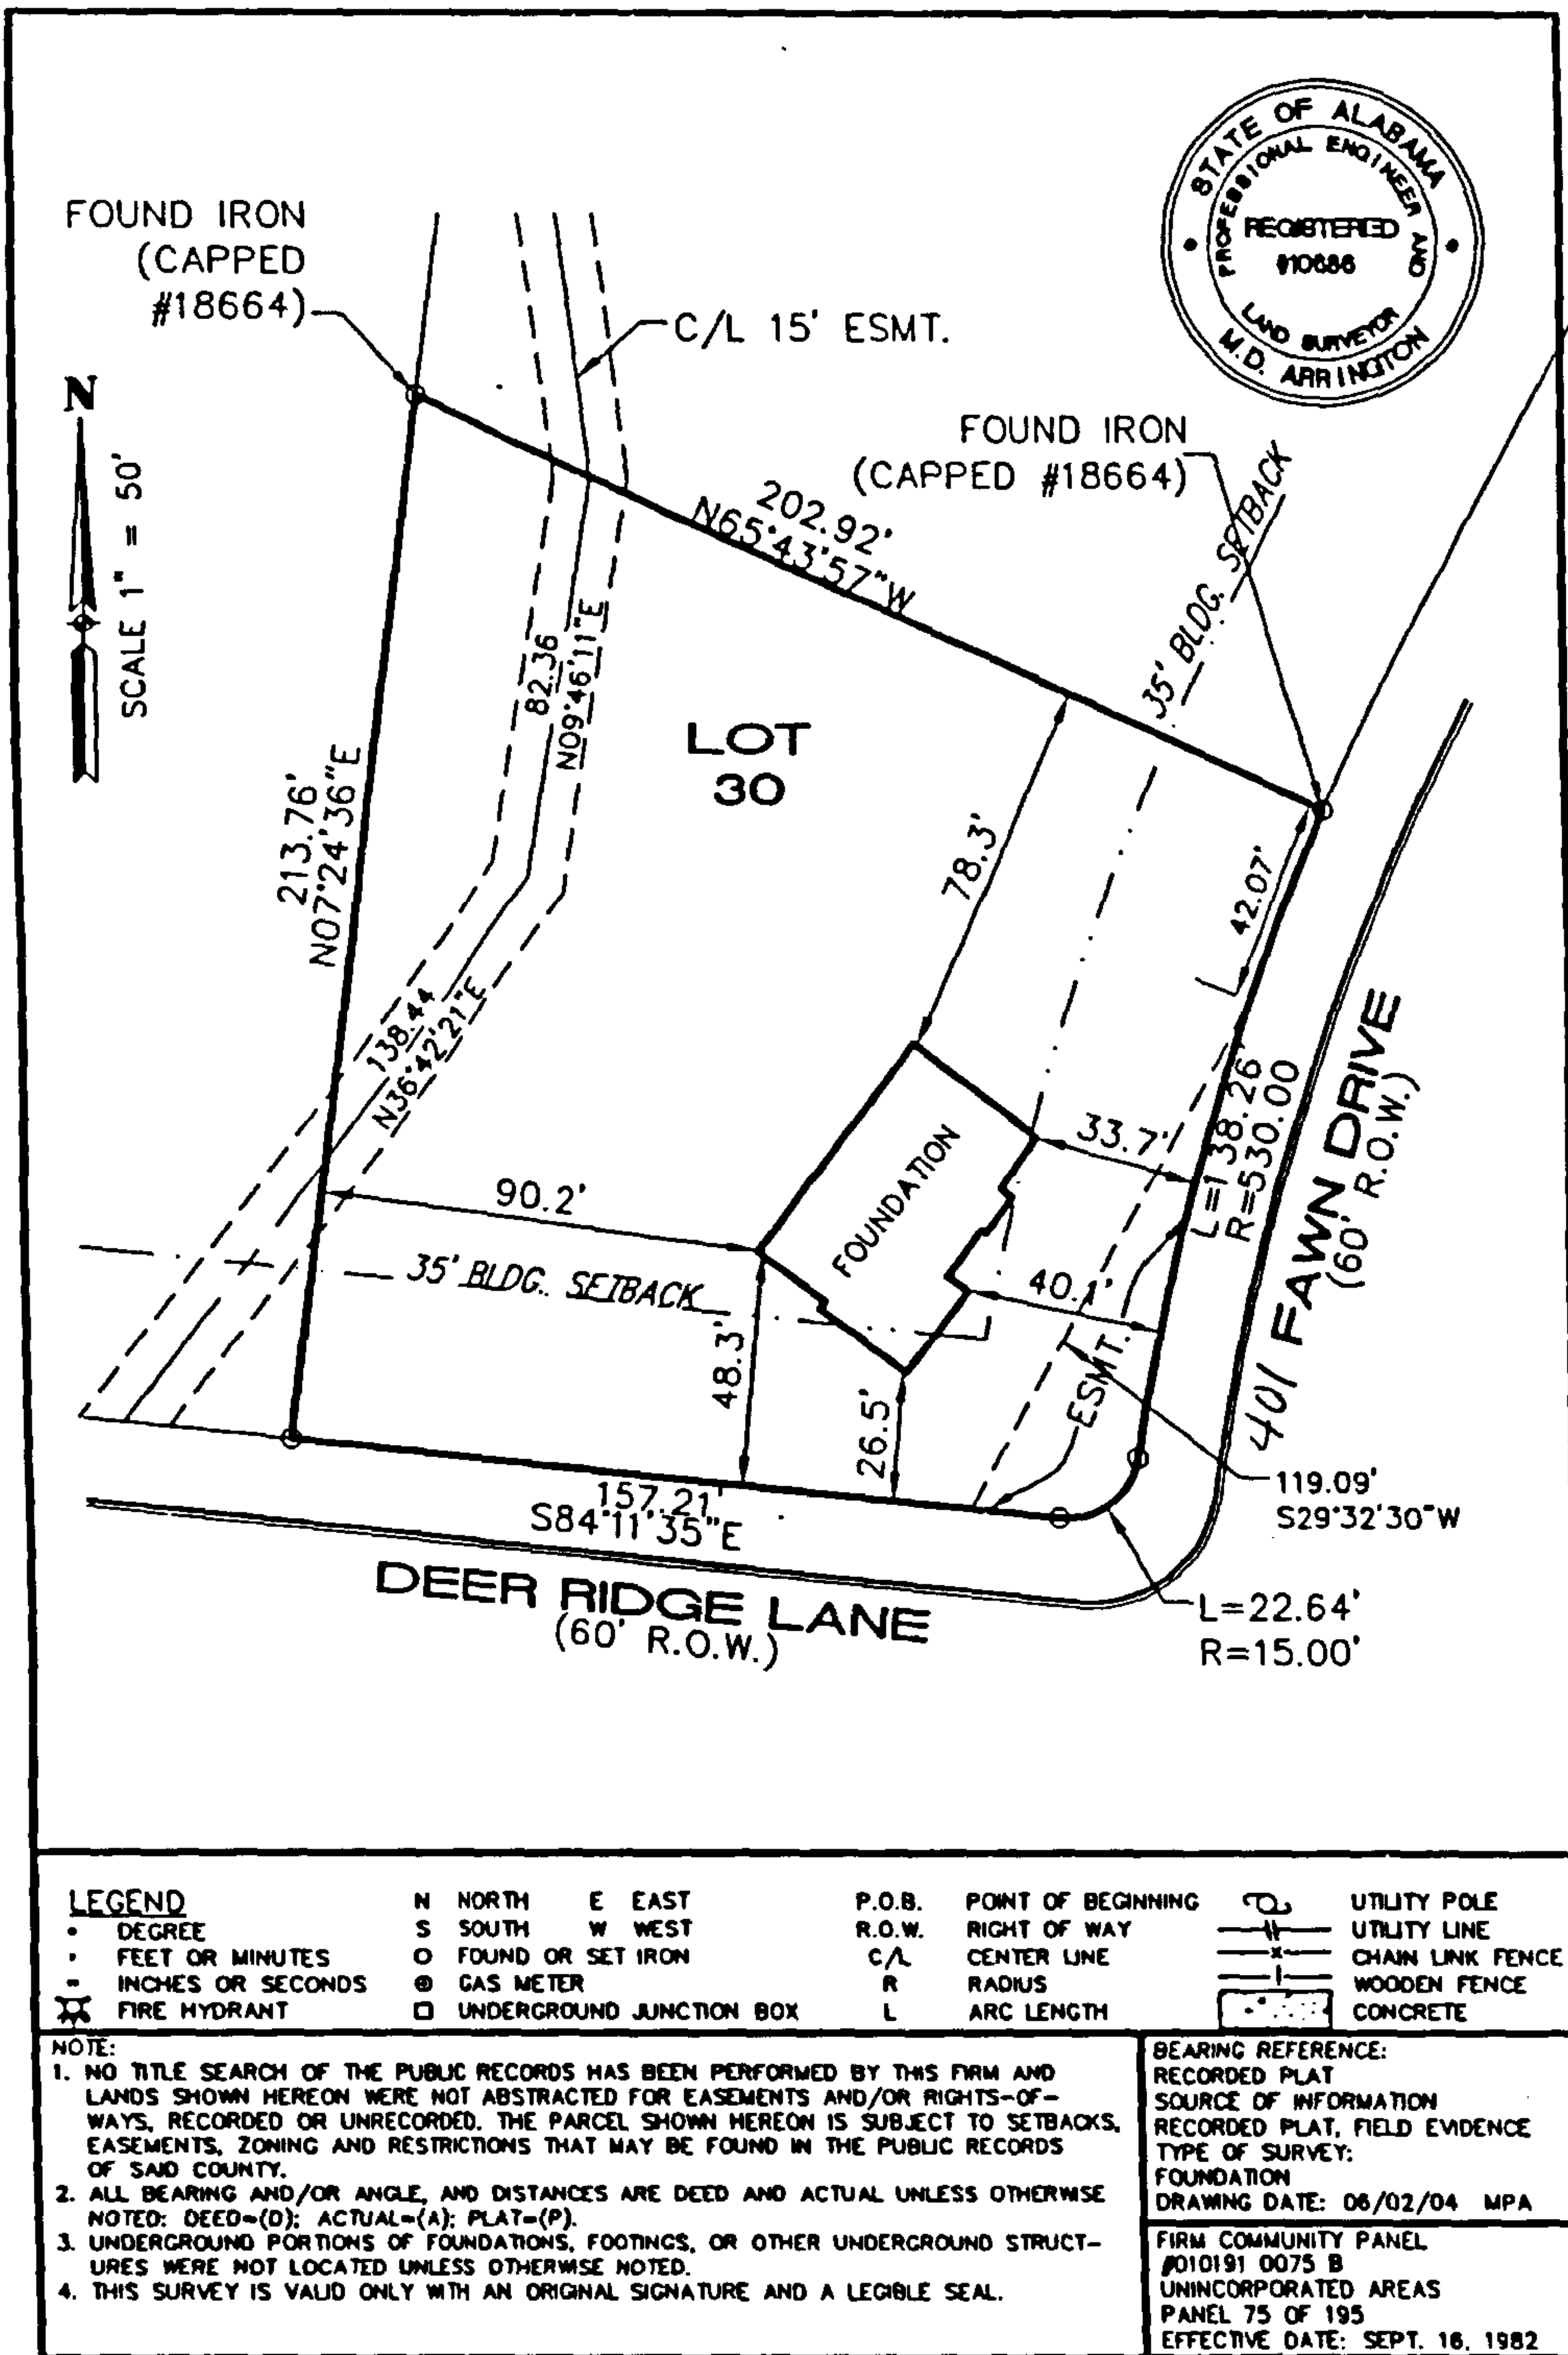 STATE OF ALABAMA
PROFESSIONAL ENGINEER AND
REGISTERED
#10686
LAND SURVEYOR
M.D. ARRINGTON
FOUND IRON
(CAPPED
#18664)
C/L 15' ESMT.
N
SCALE 1" = 50'
FOUND IRON
(CAPPED #18664)
202.92'
N65°43'57"W
35' BLDG. SETBACK
82.36
N09°46'11"E
LOT
30
213.76'
N07°24'36"E
78.3'
42.07'
138.44
N36°42'21"E
FOUNDATION
33.7'
L=138.26'
R=530.00
401 FAWN DRIVE
(60' R.O.W.)
90.2'
35' BLDG. SETBACK
40.1'
48.3'
26.5'
ESMT.
119.09'
S29°32'30"W
157.21'
S84°11'35"E
DEER RIDGE LANE
(60' R.O.W.)
L=22.64'
R=15.00'
LEGEND
° DEGREE
' FEET OR MINUTES
" INCHES OR SECONDS
FIRE HYDRANT
N NORTH E EAST
S SOUTH W WEST
O FOUND OR SET IRON
GAS METER
UNDERGROUND JUNCTION BOX
P.O.B. POINT OF BEGINNING
R.O.W. RIGHT OF WAY
C/L CENTER LINE
R RADIUS
L ARC LENGTH
UTILITY POLE
UTILITY LINE
CHAIN LINK FENCE
WOODEN FENCE
CONCRETE
NOTE:
1. NO TITLE SEARCH OF THE PUBLIC RECORDS HAS BEEN PERFORMED BY THIS FIRM AND
LANDS SHOWN HEREON WERE NOT ABSTRACTED FOR EASEMENTS AND/OR RIGHTS-OF-
WAYS, RECORDED OR UNRECORDED. THE PARCEL SHOWN HEREON IS SUBJECT TO SETBACKS,
EASEMENTS, ZONING AND RESTRICTIONS THAT MAY BE FOUND IN THE PUBLIC RECORDS
OF SAID COUNTY.
2. ALL BEARING AND/OR ANGLE, AND DISTANCES ARE DEED AND ACTUAL UNLESS OTHERWISE
NOTED: DEED=(D); ACTUAL=(A); PLAT=(P).
3. UNDERGROUND PORTIONS OF FOUNDATIONS, FOOTINGS, OR OTHER UNDERGROUND STRUCT-
URES WERE NOT LOCATED UNLESS OTHERWISE NOTED.
4. THIS SURVEY IS VALID ONLY WITH AN ORIGINAL SIGNATURE AND A LEGIBLE SEAL.
BEARING REFERENCE:
RECORDED PLAT
SOURCE OF INFORMATION
RECORDED PLAT, FIELD EVIDENCE
TYPE OF SURVEY:
FOUNDATION
DRAWING DATE: 06/02/04 MPA
FIRM COMMUNITY PANEL
#010191 0075 B
UNINCORPORATED AREAS
PANEL 75 OF 195
EFFECTIVE DATE: SEPT. 16, 1982